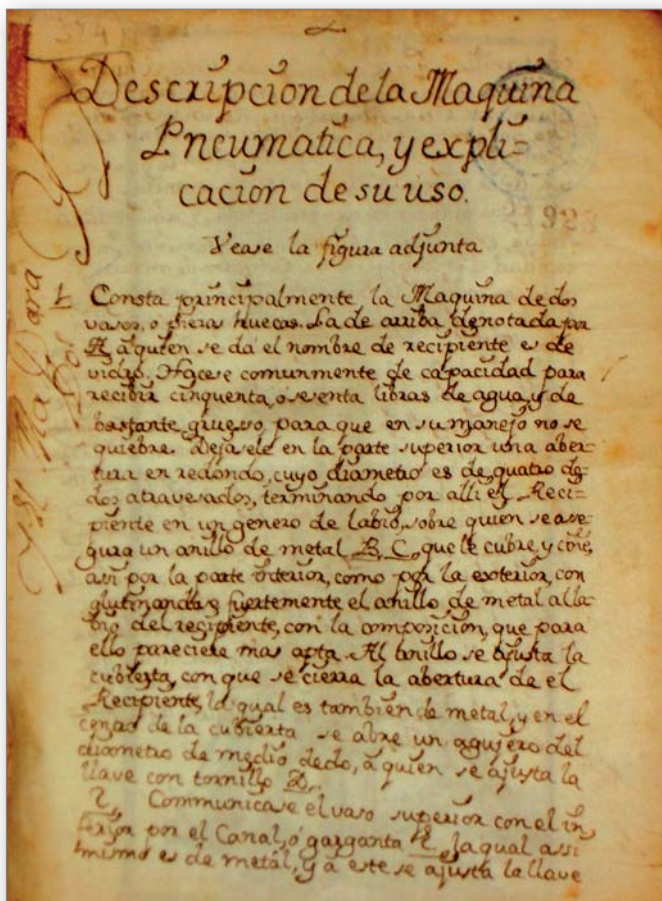 Descripcion de la Maquina
Pneumatica, y expli=
cacion de su uso.
Vease la figura adjunta
1. Consta principalmente, la Maquina de dos
vasos, o pieras huecas. La de arriba, denotada por
A, a quien se dá el nombre de recipiente es de
vidrio. Hacese comunmente de capacidad para
recibir cinquenta, o sesenta libras de agua, y de
bastante grueso, para que en su manejo no se
quiebre. Dejasele en la parte superior una aber-
tura en redondo, cuyo diametro es de quatro de-
dos atravesados, terminando por alli el Reci-
piente en un genero de labio, sobre quien se ase-
gura un anillo de metal B, C, que le cubre, y
assi por la parte interior, como por la exterior, con
glutinandose fuertemente el anillo de metal al la-
bio del recipiente, con la composicion, que para
ello pareciere mas apta. Al anillo se ajusta la
cubierta, con que se cierra la abertura de el
Recipiente, la qual es tambien de metal, y en el
de la cubierta se abre un agujero del
diametro de medio dedo, á quien se ajusta la
llave con tornillo D.
2. Communicase el vaso superior con el in
ferior por el Canal, ó garganta la qual assi
mismo es de metal, y á este se ajusta la llave
928